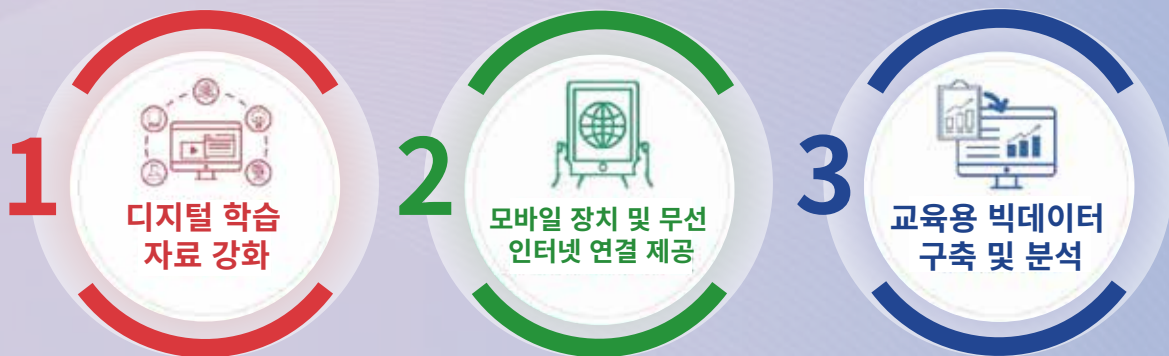 1
디지털 학습
자료 강화
2
모바일 장치 및 무선
인터넷 연결 제공
3
교육용 빅데이터
구축 및 분석